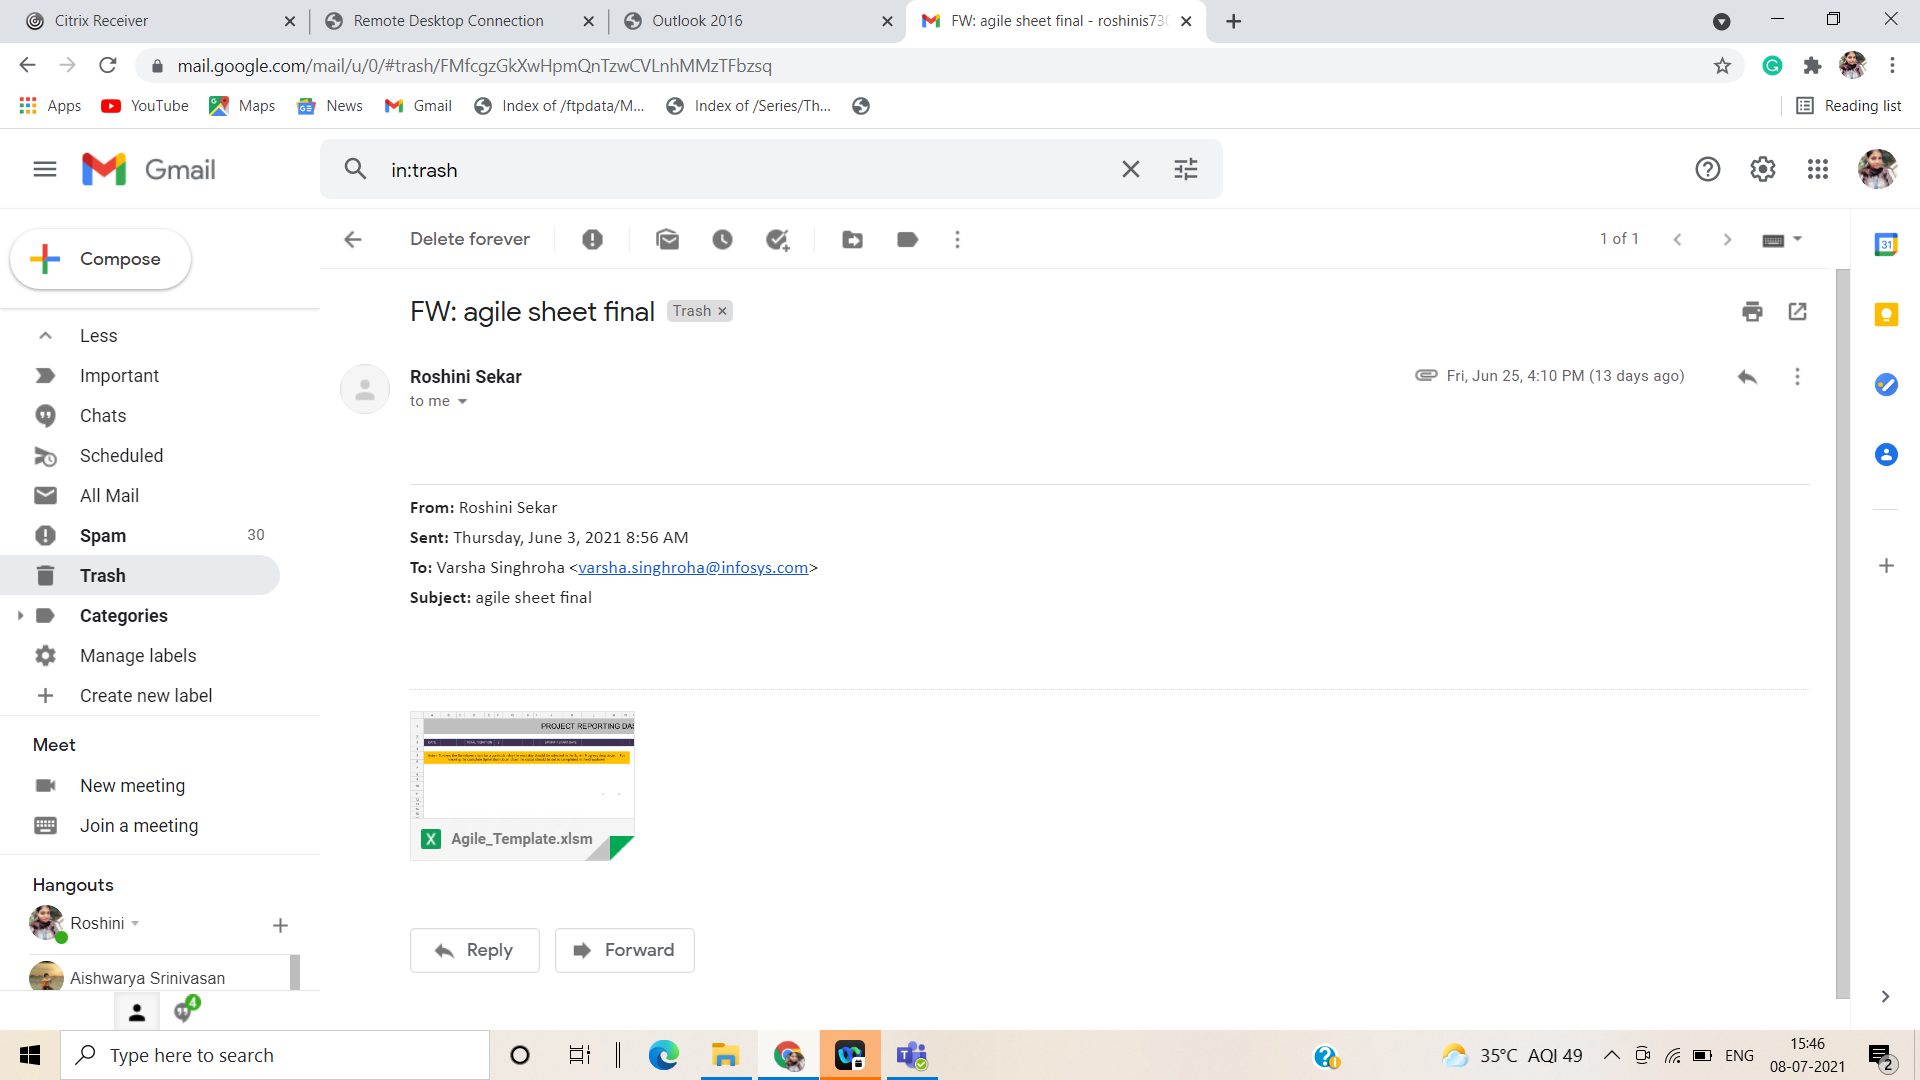 Citrix Receiver
Remote Desktop Connection
Outlook 2016
FW: agile sheet final - roshinis730
mail.google.com/mail/u/0/#trash/FMfcgzGkXwHpmQnTzwCVLnhMMzTFbzsq
Apps
YouTube
Maps
News
Gmail
Index of /ftpdata/M...
Index of /Series/Th...
Reading list
Gmail
in:trash
Compose
Delete forever
1 of 1
Less
Important
Chats
Scheduled
All Mail
Spam 30
Trash
Categories
Manage labels
Create new label
Meet
New meeting
Join a meeting
Hangouts
Roshini
Aishwarya Srinivasan
4
FW: agile sheet final
Trash x
Roshini Sekar
Fri, Jun 25, 4:10 PM (13 days ago)
to me
From: Roshini Sekar
Sent: Thursday, June 3, 2021 8:56 AM
To: Varsha Singhroha <varsha.singhroha@infosys.com>
Subject: agile sheet final
PROJECT REPORTING DAS
X Agile_Template.xlsm
Reply
Forward
31
Type here to search
35°C AQI 49
ENG
15:46
08-07-2021
2